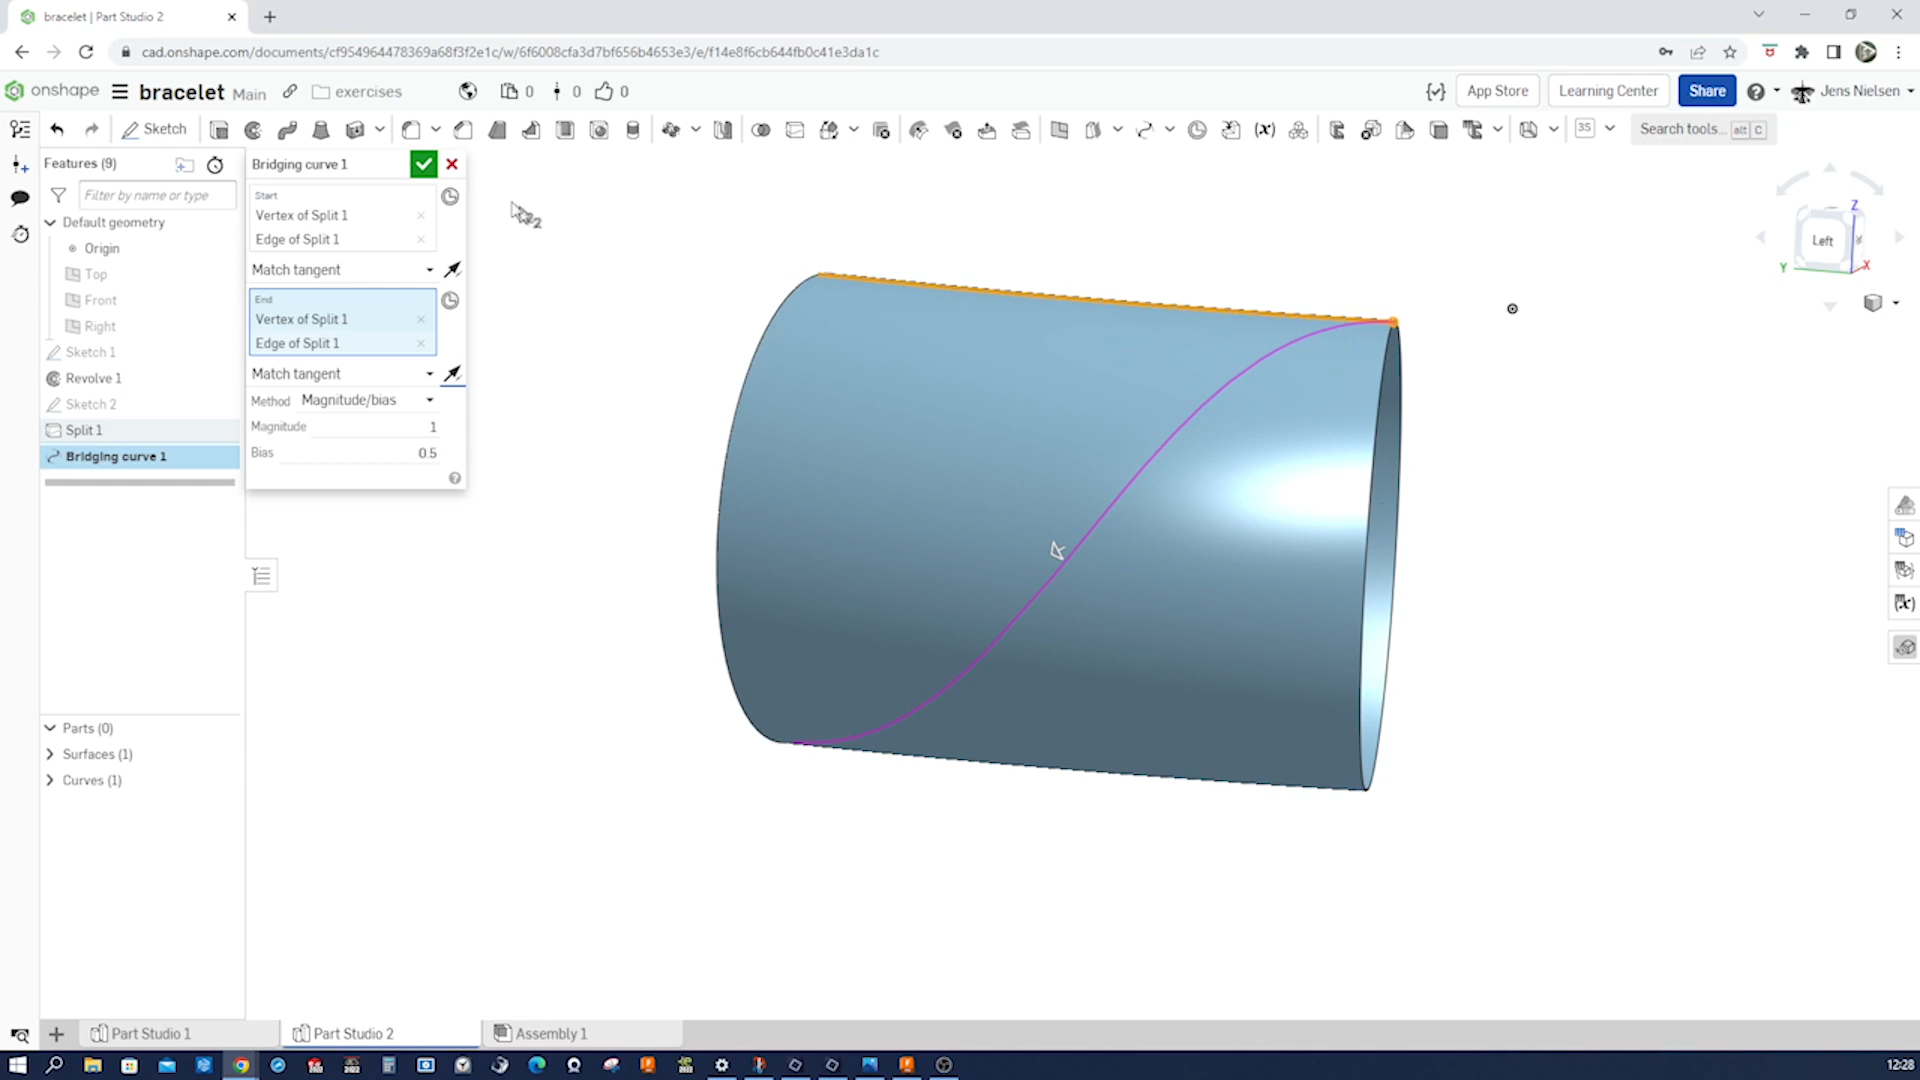 bracelet | Part Studio 2
cad.onshape.com/documents/cf954964478369a68f3f2e1c/w/6f6008cfa3d7bf656b4653e3/e/f14e8f6cb644fb0c41e3da1c
onshape bracelet Main exercises 0 0 0 App Store Learning Center Share Jens Nielsen
Sketch (x) 3S Search tools... alt C
Features (9)
Filter by name or type
Default geometry
Origin
Top
Front
Right
Sketch 1
Revolve 1
Sketch 2
Split 1
Bridging curve 1
Bridging curve 1
Start
Vertex of Split 1
Edge of Split 1
Match tangent
End
Vertex of Split 1
Edge of Split 1
Match tangent
Method Magnitude/bias
Magnitude 1
Bias 0.5
Z
Left
Y
X
(x)
Parts (0)
Surfaces (1)
Curves (1)
Part Studio 1
Part Studio 2
Assembly 1
12:28